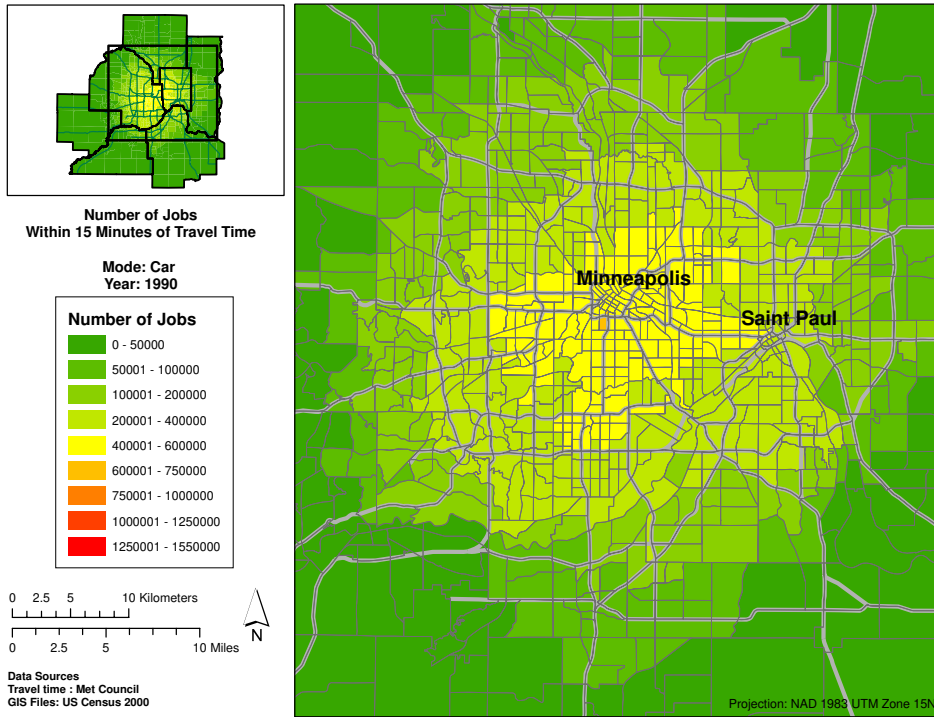 Number of Jobs
Within 15 Minutes of Travel Time
Mode: Car
Year: 1990
Number of Jobs
0 - 50000
50001 - 100000
100001 - 200000
200001 - 400000
400001 - 600000
600001 - 750000
750001 - 1000000
1000001 - 1250000
1250001 - 1550000
0 2.5 5 10 Kilometers
0 2.5 5 10 Miles
N
Data Sources
Travel time : Met Council
GIS Files: US Census 2000
Minneapolis
Saint Paul
Projection: NAD 1983 UTM Zone 15N